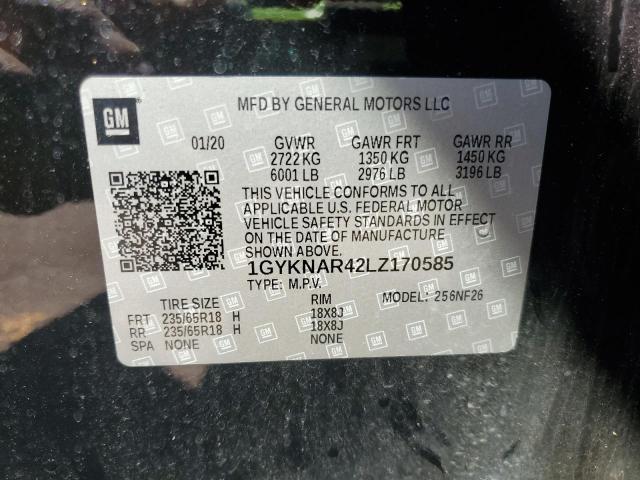 GM
MFD BY GENERAL MOTORS LLC
01/20 GVWR GAWR FRT GAWR RR
2722 KG 1350 KG 1450 KG
6001 LB 2976 LB 3196 LB
THIS VEHICLE CONFORMS TO ALL
APPLICABLE U.S. FEDERAL MOTOR
VEHICLE SAFETY STANDARDS IN EFFECT
ON THE DATE OF MANUFACTURE
SHOWN ABOVE.
1GYKNAR42LZ170585
TYPE: M.P.V. MODEL: 256NF26
TIRE SIZE RIM
FRT 235/65R18 H 18X8J
RR 235/65R18 H 18X8J
SPA NONE NONE